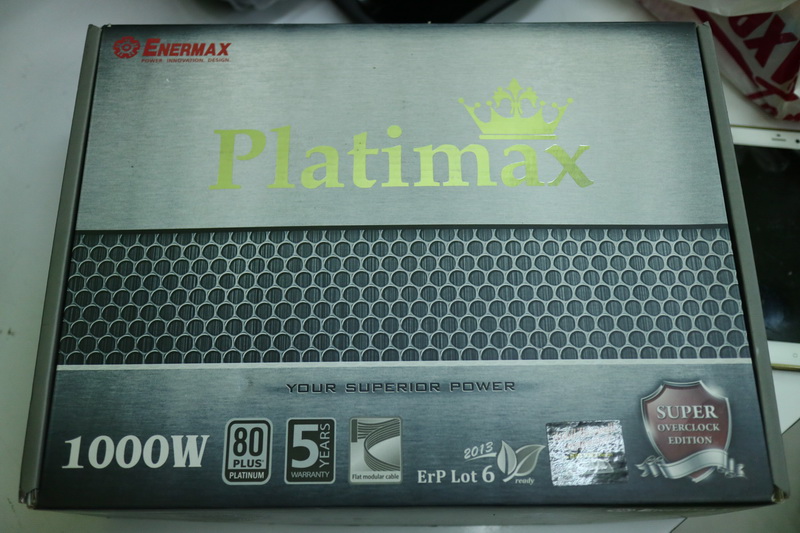 ENERMAX
POWER INNOVATION DESIGN
Platimax
YOUR SUPERIOR POWER
1000W
80
PLUS
PLATINUM
5 YEARS
WARRANTY
Flat modular cable
2013
ErP Lot 6
ready
SUPER
OVERCLOCK
EDITION